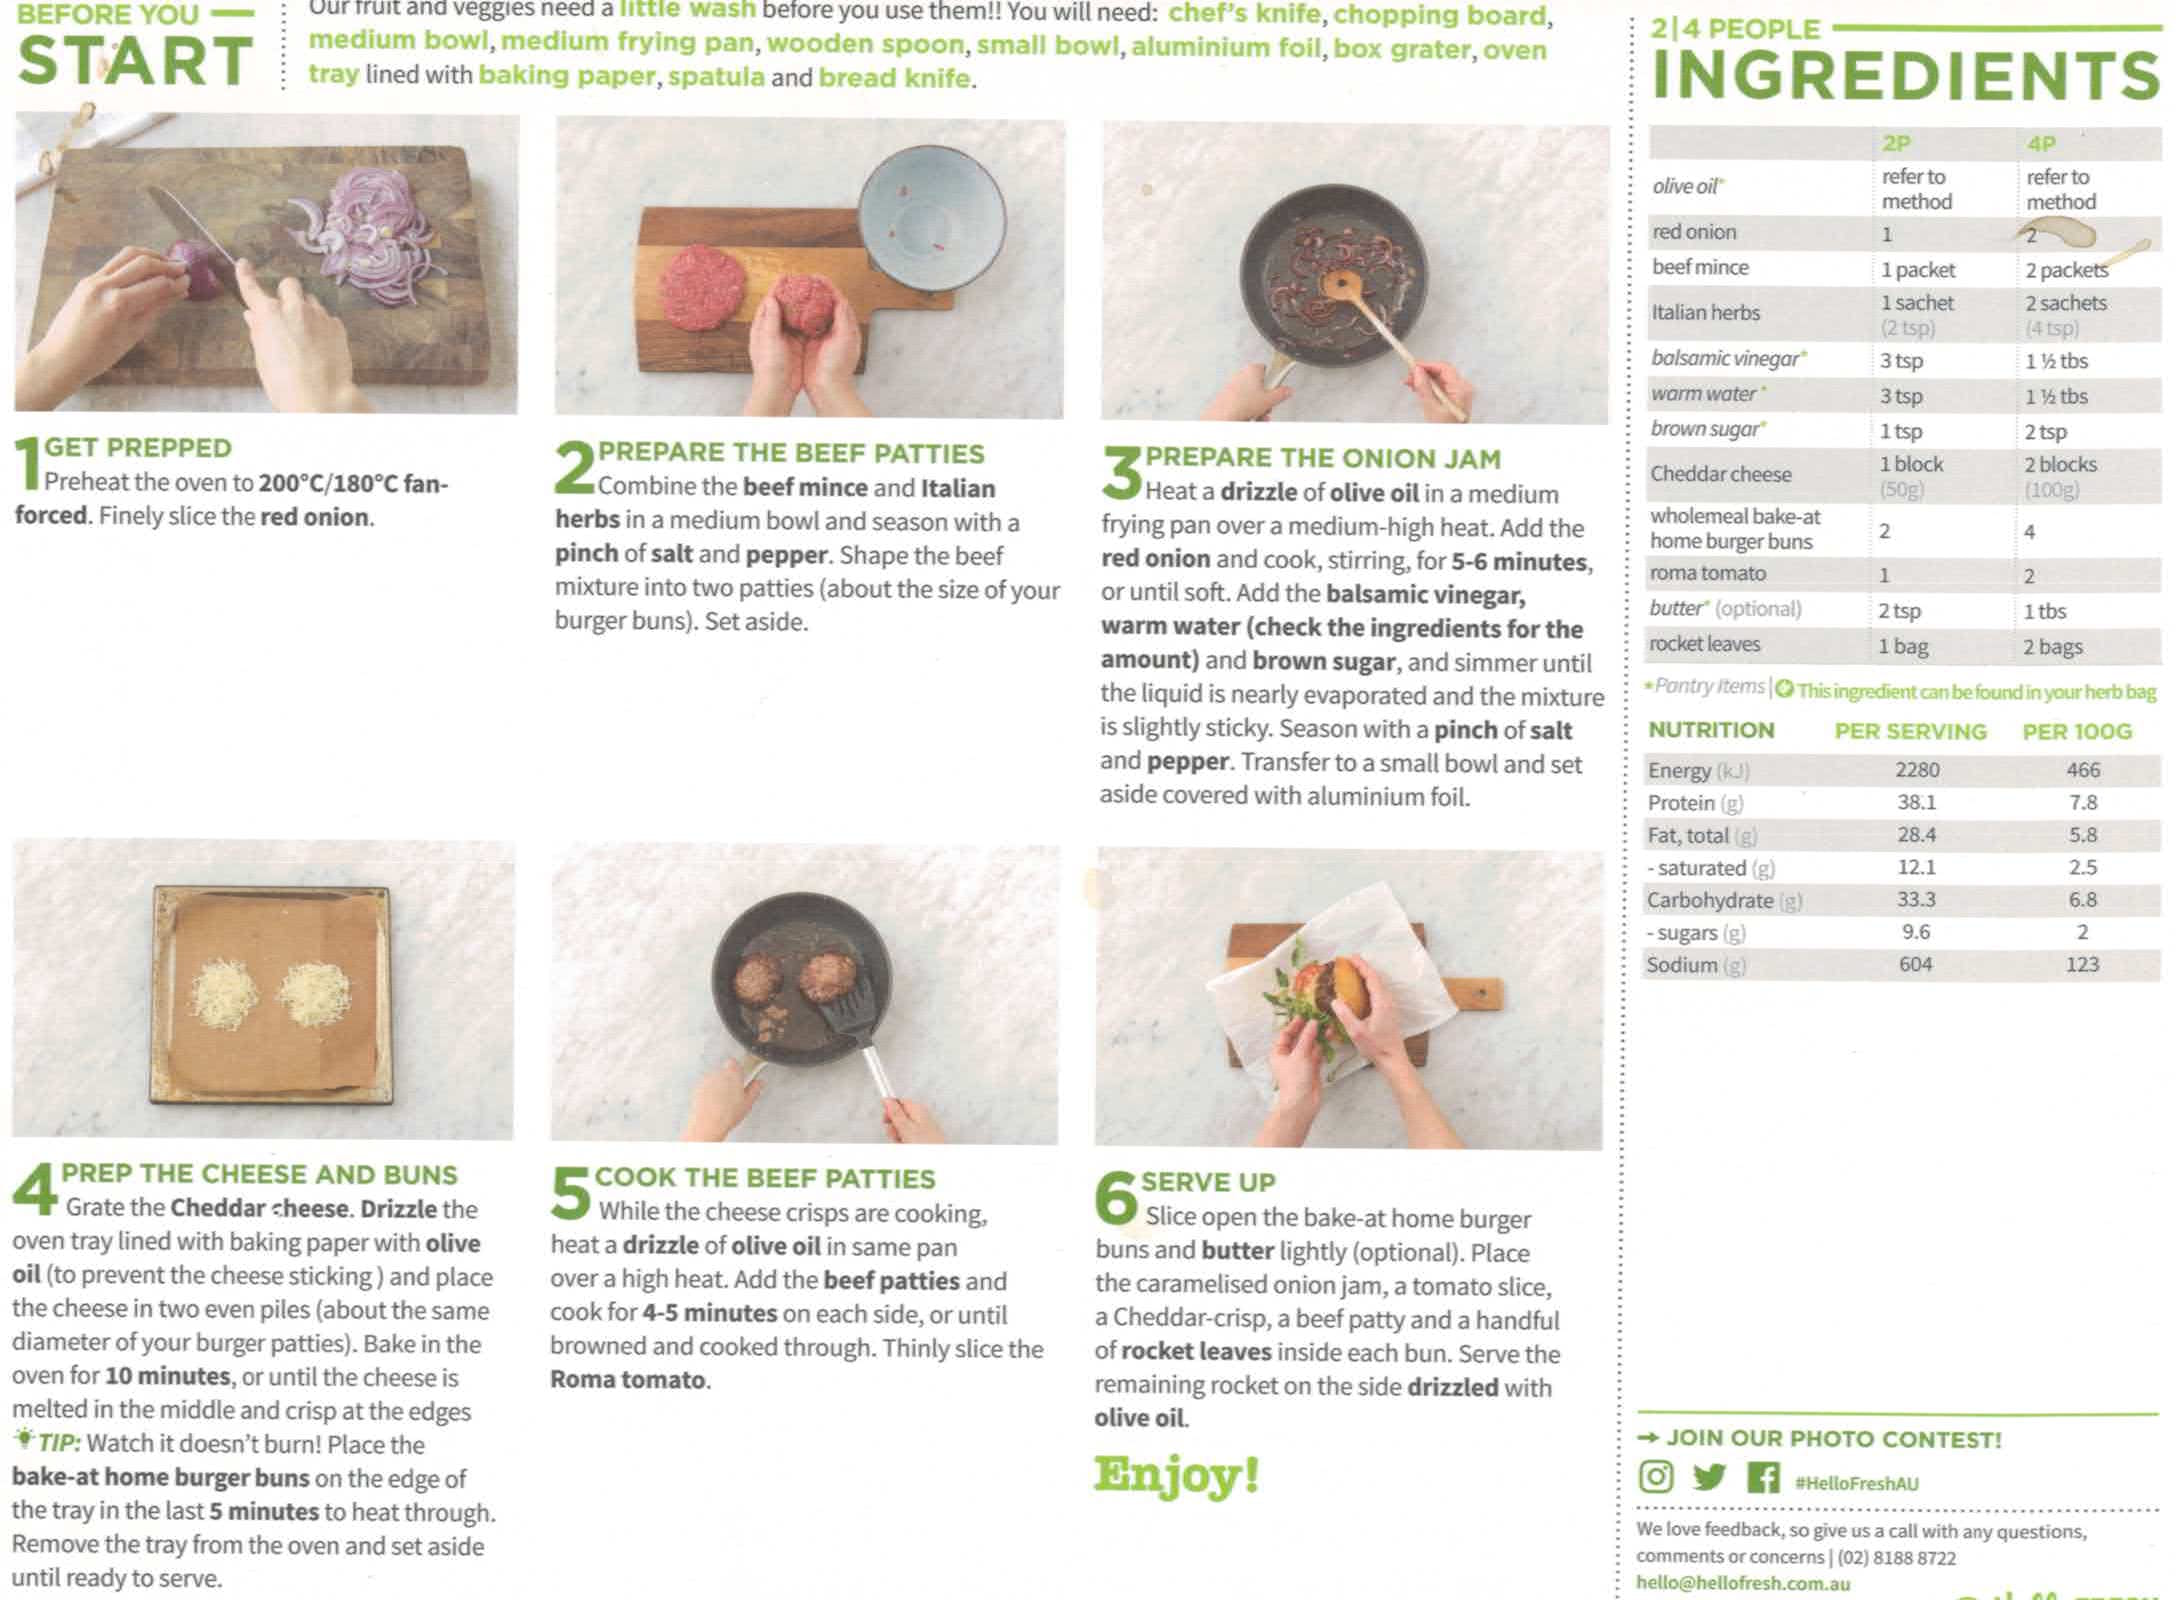 BEFORE YOU
START
Our fruit and veggies need a little wash before you use them!! You will need: chef's knife, chopping board,
medium bowl, medium frying pan, wooden spoon, small bowl, aluminium foil, box grater, oven
tray lined with baking paper, spatula and bread knife.
1 GET PREPPED
Preheat the oven to 200°C/180°C fan-
forced. Finely slice the red onion.
2 PREPARE THE BEEF PATTIES
Combine the beef mince and Italian
herbs in a medium bowl and season with a
pinch of salt and pepper. Shape the beef
mixture into two patties (about the size of your
burger buns). Set aside.
3 PREPARE THE ONION JAM
Heat a drizzle of olive oil in a medium
frying pan over a medium-high heat. Add the
red onion and cook, stirring, for 5-6 minutes,
or until soft. Add the balsamic vinegar,
warm water (check the ingredients for the
amount) and brown sugar, and simmer until
the liquid is nearly evaporated and the mixture
is slightly sticky. Season with a pinch of salt
and pepper. Transfer to a small bowl and set
aside covered with aluminium foil.
4 PREP THE CHEESE AND BUNS
Grate the Cheddar cheese. Drizzle the
oven tray lined with baking paper with olive
oil (to prevent the cheese sticking ) and place
the cheese in two even piles (about the same
diameter of your burger patties). Bake in the
oven for 10 minutes, or until the cheese is
melted in the middle and crisp at the edges
TIP: Watch it doesn't burn! Place the
bake-at home burger buns on the edge of
the tray in the last 5 minutes to heat through.
Remove the tray from the oven and set aside
until ready to serve.
5 COOK THE BEEF PATTIES
While the cheese crisps are cooking,
heat a drizzle of olive oil in same pan
over a high heat. Add the beef patties and
cook for 4-5 minutes on each side, or until
browned and cooked through. Thinly slice the
Roma tomato.
6 SERVE UP
Slice open the bake-at home burger
buns and butter lightly (optional). Place
the caramelised onion jam, a tomato slice,
a Cheddar-crisp, a beef patty and a handful
of rocket leaves inside each bun. Serve the
remaining rocket on the side drizzled with
olive oil.
Enjoy!
2|4 PEOPLE
INGREDIENTS
2P 4P
olive oil* refer to method refer to method
red onion 1 2
beef mince 1 packet 2 packets
Italian herbs 1 sachet (2 tsp) 2 sachets (4 tsp)
balsamic vinegar* 3 tsp 1 ½ tbs
warm water* 3 tsp 1 ½ tbs
brown sugar* 1 tsp 2 tsp
Cheddar cheese 1 block (50g) 2 blocks (100g)
wholemeal bake-at home burger buns 2 4
roma tomato 1 2
butter* (optional) 2 tsp 1 tbs
rocket leaves 1 bag 2 bags
*Pantry Items | This ingredient can be found in your herb bag
NUTRITION PER SERVING PER 100G
Energy (kJ) 2280 466
Protein (g) 38.1 7.8
Fat, total (g) 28.4 5.8
- saturated (g) 12.1 2.5
Carbohydrate (g) 33.3 6.8
- sugars (g) 9.6 2
Sodium (g) 604 123
→ JOIN OUR PHOTO CONTEST!
#HelloFreshAU
We love feedback, so give us a call with any questions,
comments or concerns | (02) 8188 8722
hello@hellofresh.com.au